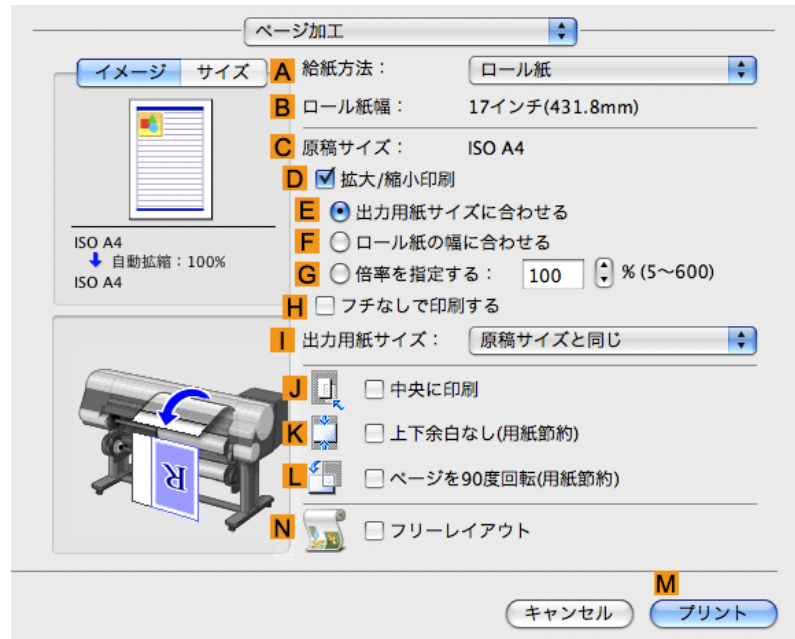 ページ加工
イメージ サイズ
A 給紙方法： ロール紙
B ロール紙幅： 17インチ(431.8mm)
C 原稿サイズ： ISO A4
D 拡大/縮小印刷
E 出力用紙サイズに合わせる
F ロール紙の幅に合わせる
G 倍率を指定する： 100 % (5～600)
ISO A4
自動拡縮：100%
ISO A4
H フチなしで印刷する
I 出力用紙サイズ： 原稿サイズと同じ
J 中央に印刷
K 上下余白なし(用紙節約)
L ページを90度回転(用紙節約)
R
N フリーレイアウト
M
キャンセル プリント